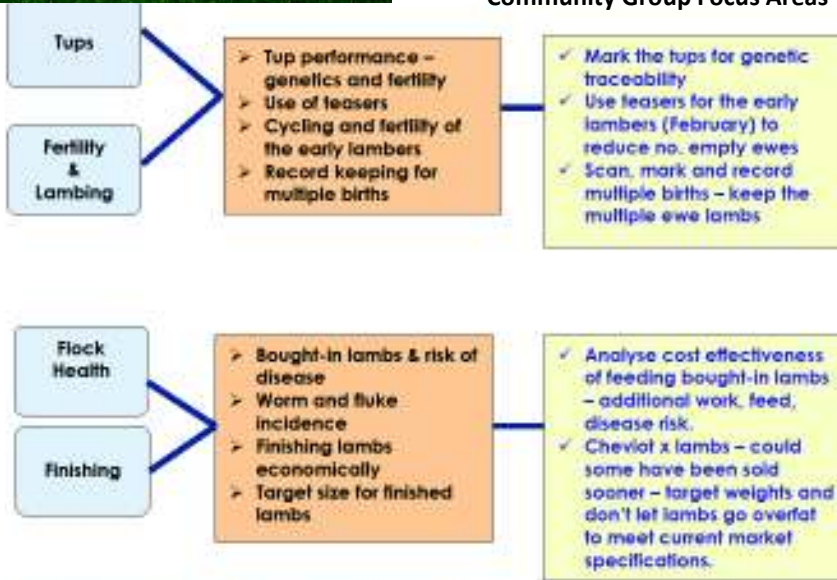 Community Group Focus Areas
Tups
Fertility
&
Lambing
➢ Tup performance –
genetics and fertility
➢ Use of teasers
➢ Cycling and fertility of
the early lambers
➢ Record keeping for
multiple births
✓ Mark the tups for genetic
traceability
✓ Use teasers for the early
lambers (February) to
reduce no. empty ewes
✓ Scan, mark and record
multiple births – keep the
multiple ewe lambs
Flock
Health
Finishing
➢ Bought-in lambs & risk of
disease
➢ Worm and fluke
incidence
➢ Finishing lambs
economically
➢ Target size for finished
lambs
✓ Analyse cost effectiveness
of feeding bought-in lambs
– additional work, feed,
disease risk.
✓ Cheviot x lambs – could
some have been sold
sooner – target weights and
don't let lambs go overfat
to meet current market
specifications.